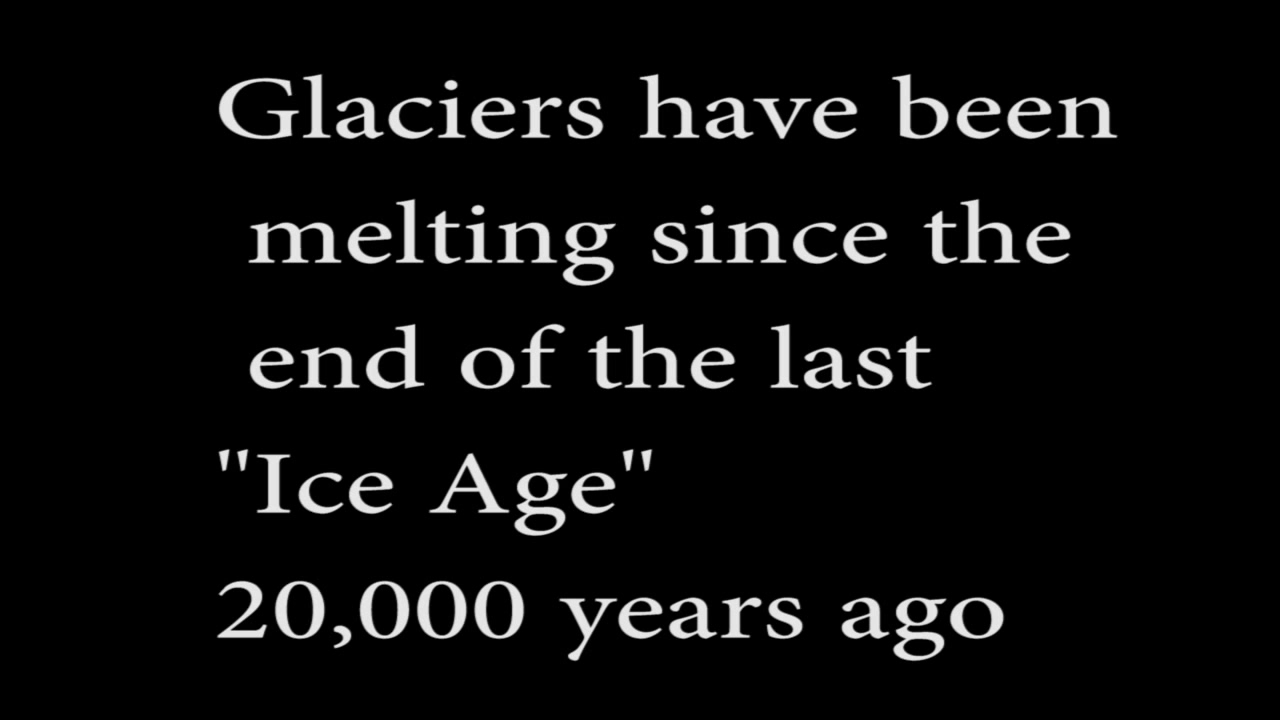 Glaciers have been
melting since the
end of the last
"Ice Age"
20,000 years ago